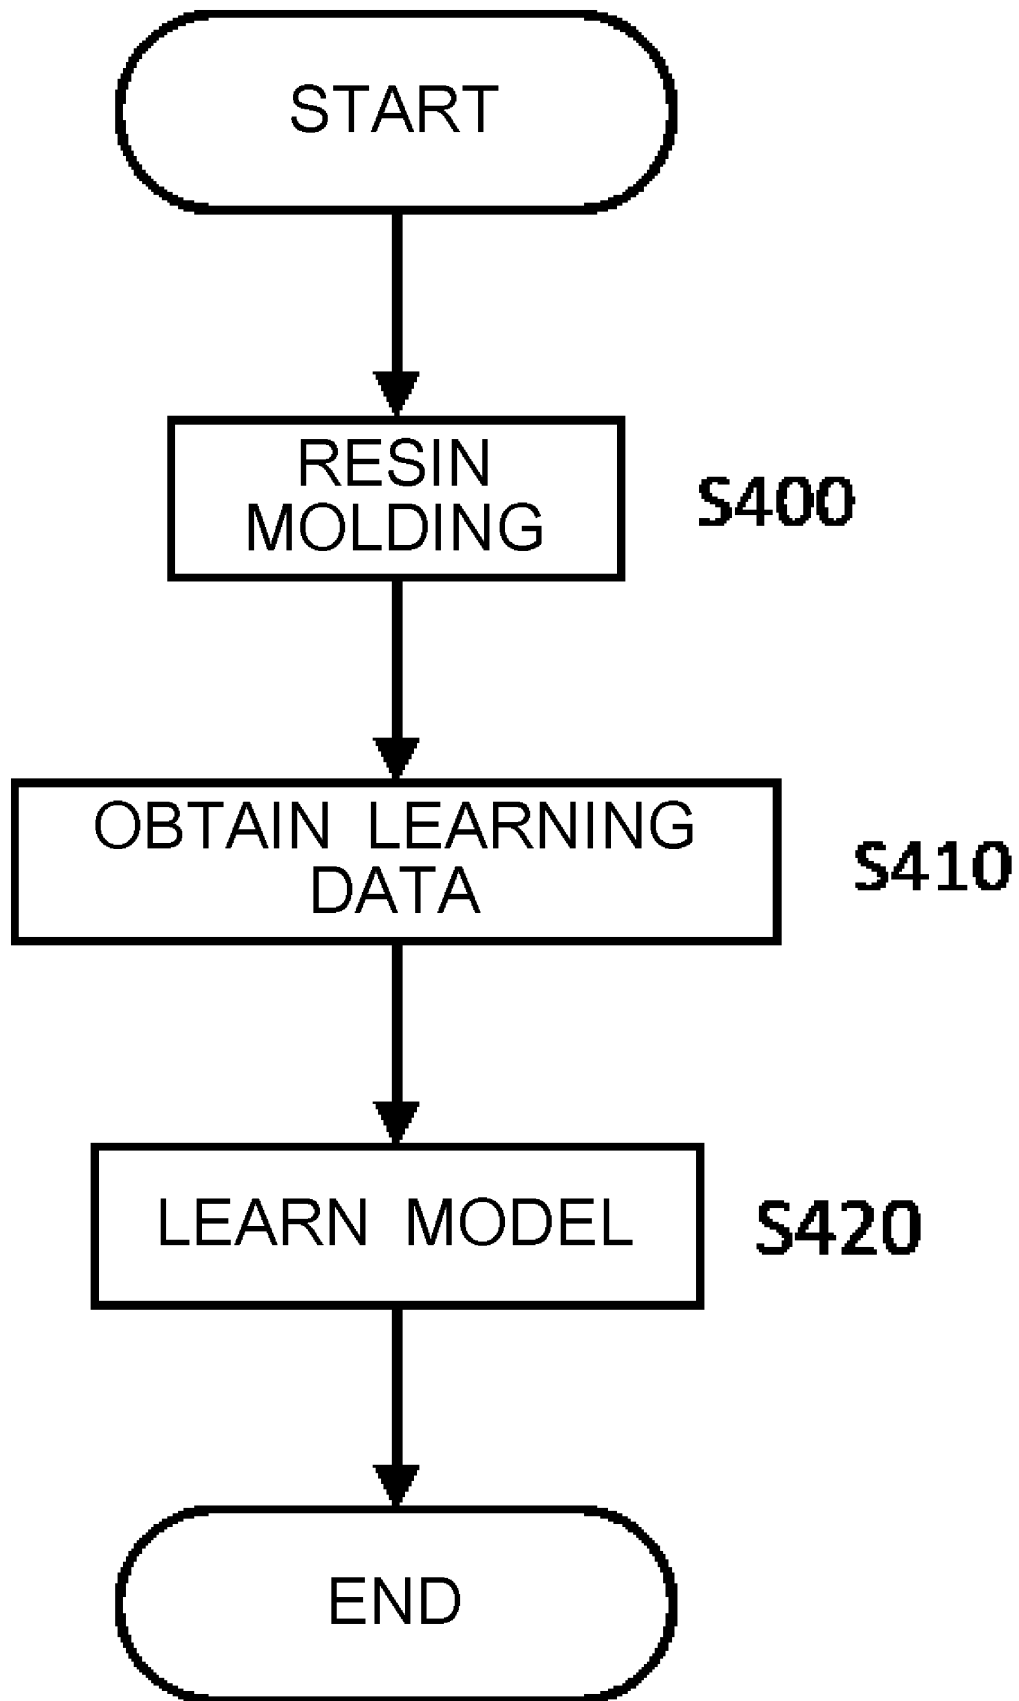 START
RESIN
MOLDING
S400
OBTAIN LEARNING
DATA
S410
LEARN MODEL
S420
END